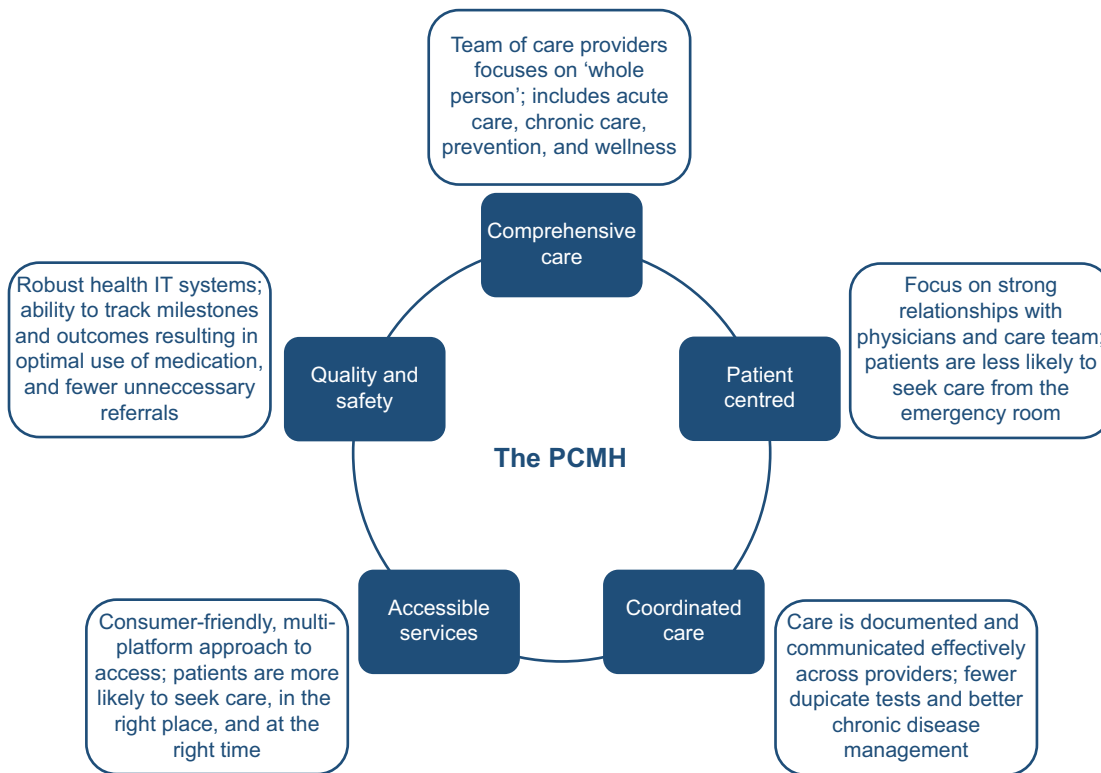 Team of care providers
focuses on ‘whole
person’; includes acute
care, chronic care,
prevention, and wellness
Comprehensive
care
Robust health IT systems;
ability to track milestones
and outcomes resulting in
optimal use of medication,
and fewer unneccessary
referrals
Quality and
safety
Patient
centred
Focus on strong
relationships with
physicians and care team;
patients are less likely to
seek care from the
emergency room
The PCMH
Accessible
services
Consumer-friendly, multi-
platform approach to
access; patients are more
likely to seek care, in the
right place, and at the
right time
Coordinated
care
Care is documented and
communicated effectively
across providers; fewer
dupicate tests and better
chronic disease
management